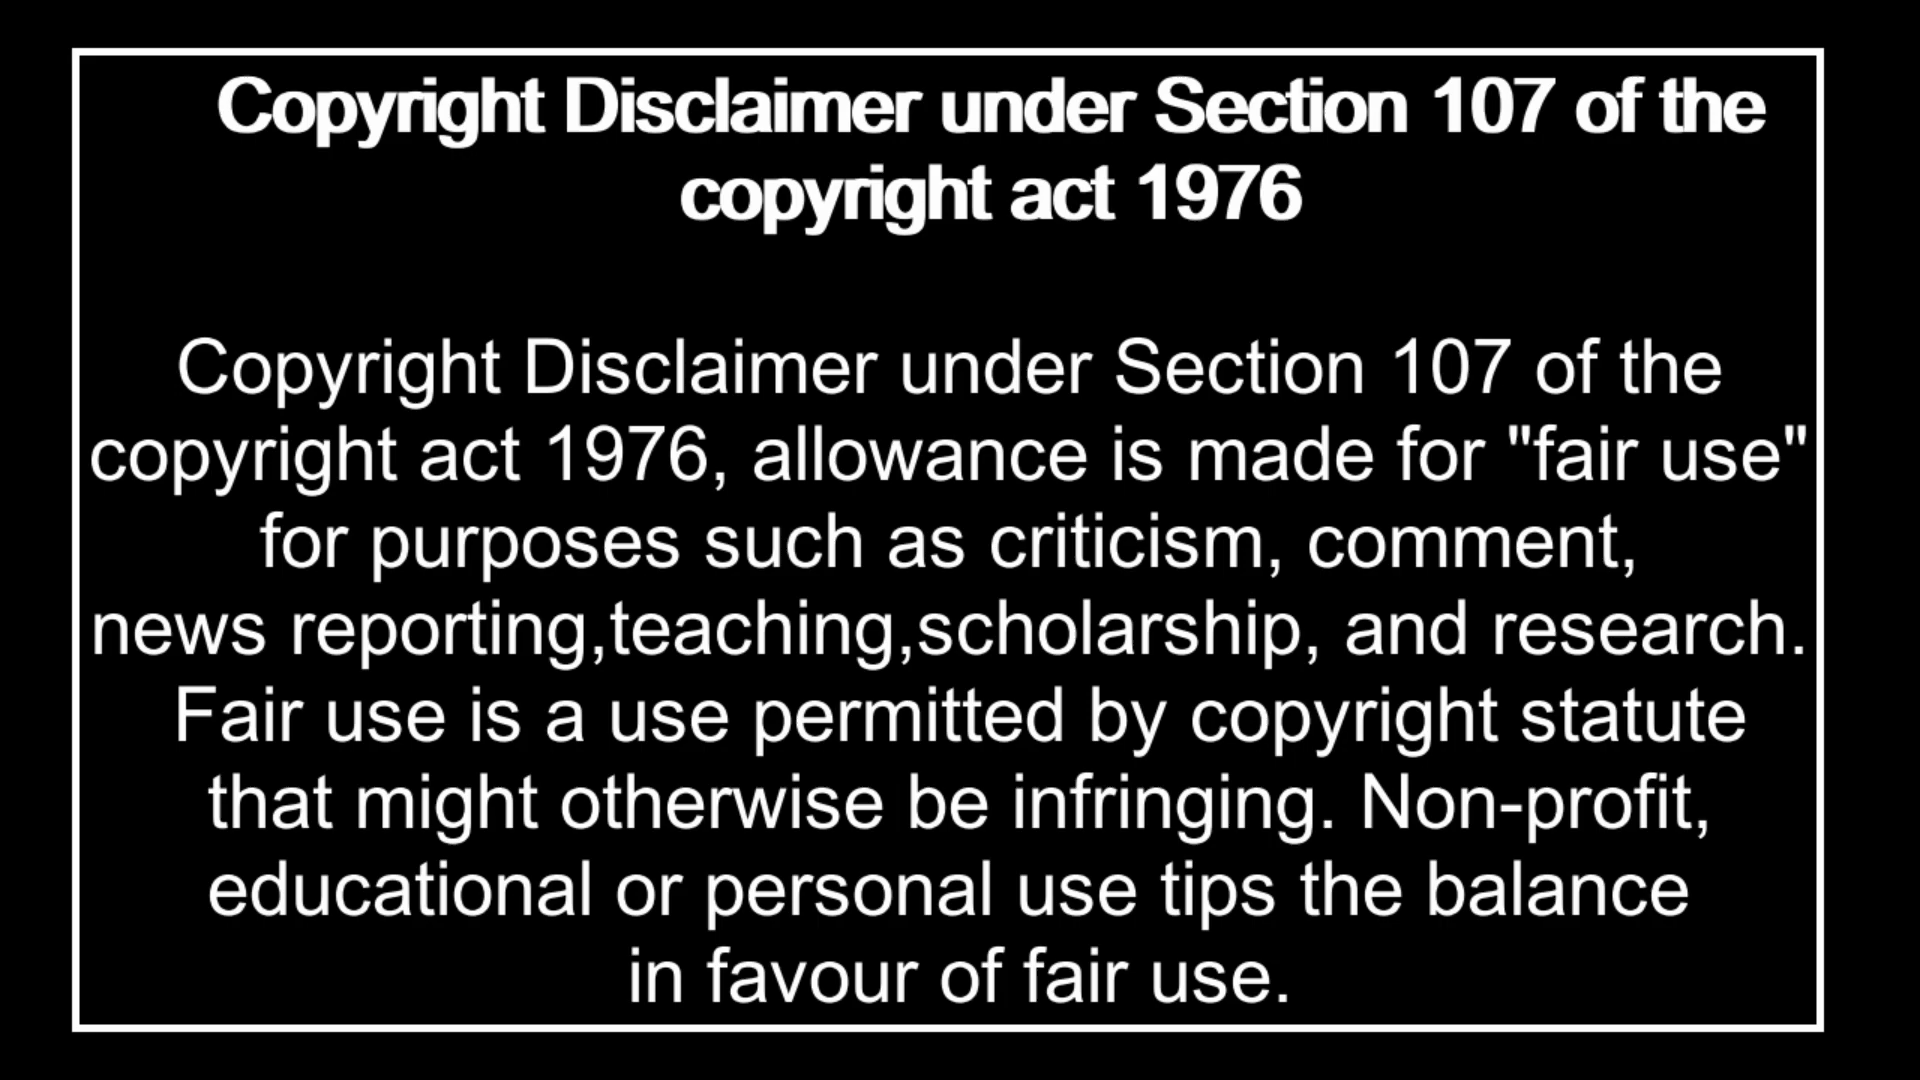 Copyright Disclaimer under Section 107 of the
copyright act 1976
Copyright Disclaimer under Section 107 of the
copyright act 1976, allowance is made for "fair use"
for purposes such as criticism, comment,
news reporting,teaching,scholarship, and research.
Fair use is a use permitted by copyright statute
that might otherwise be infringing. Non-profit,
educational or personal use tips the balance
in favour of fair use.